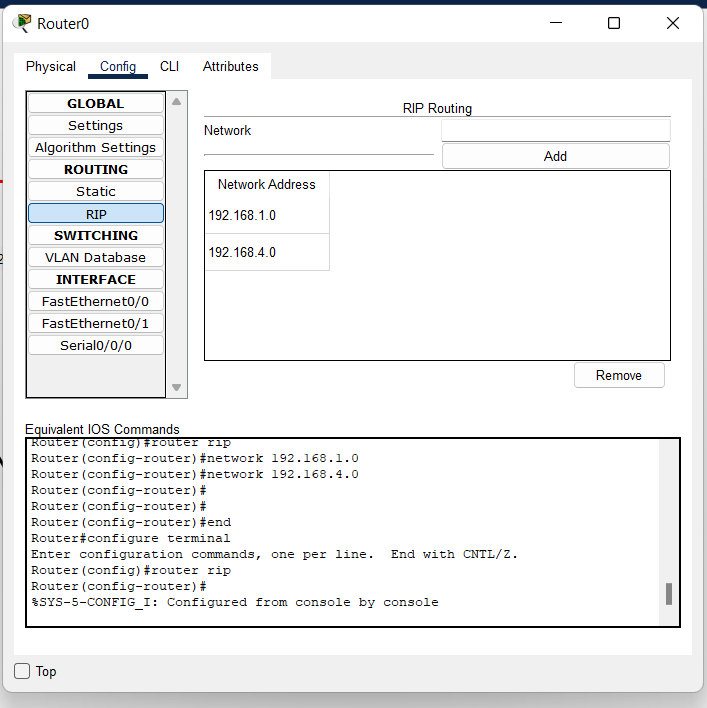 Router0
Physical Config CLI Attributes
GLOBAL
Settings
Algorithm Settings
ROUTING
Static
RIP
SWITCHING
VLAN Database
INTERFACE
FastEthernet0/0
FastEthernet0/1
Serial0/0/0
RIP Routing
Network
Add
Network Address
192.168.1.0
192.168.4.0
Remove
Equivalent IOS Commands
Router(config)#router rip
Router(config-router)#network 192.168.1.0
Router(config-router)#network 192.168.4.0
Router(config-router)#
Router(config-router)#
Router(config-router)#end
Router#configure terminal
Enter configuration commands, one per line.  End with CNTL/Z.
Router(config)#router rip
Router(config-router)#
%SYS-5-CONFIG_I: Configured from console by console
Top